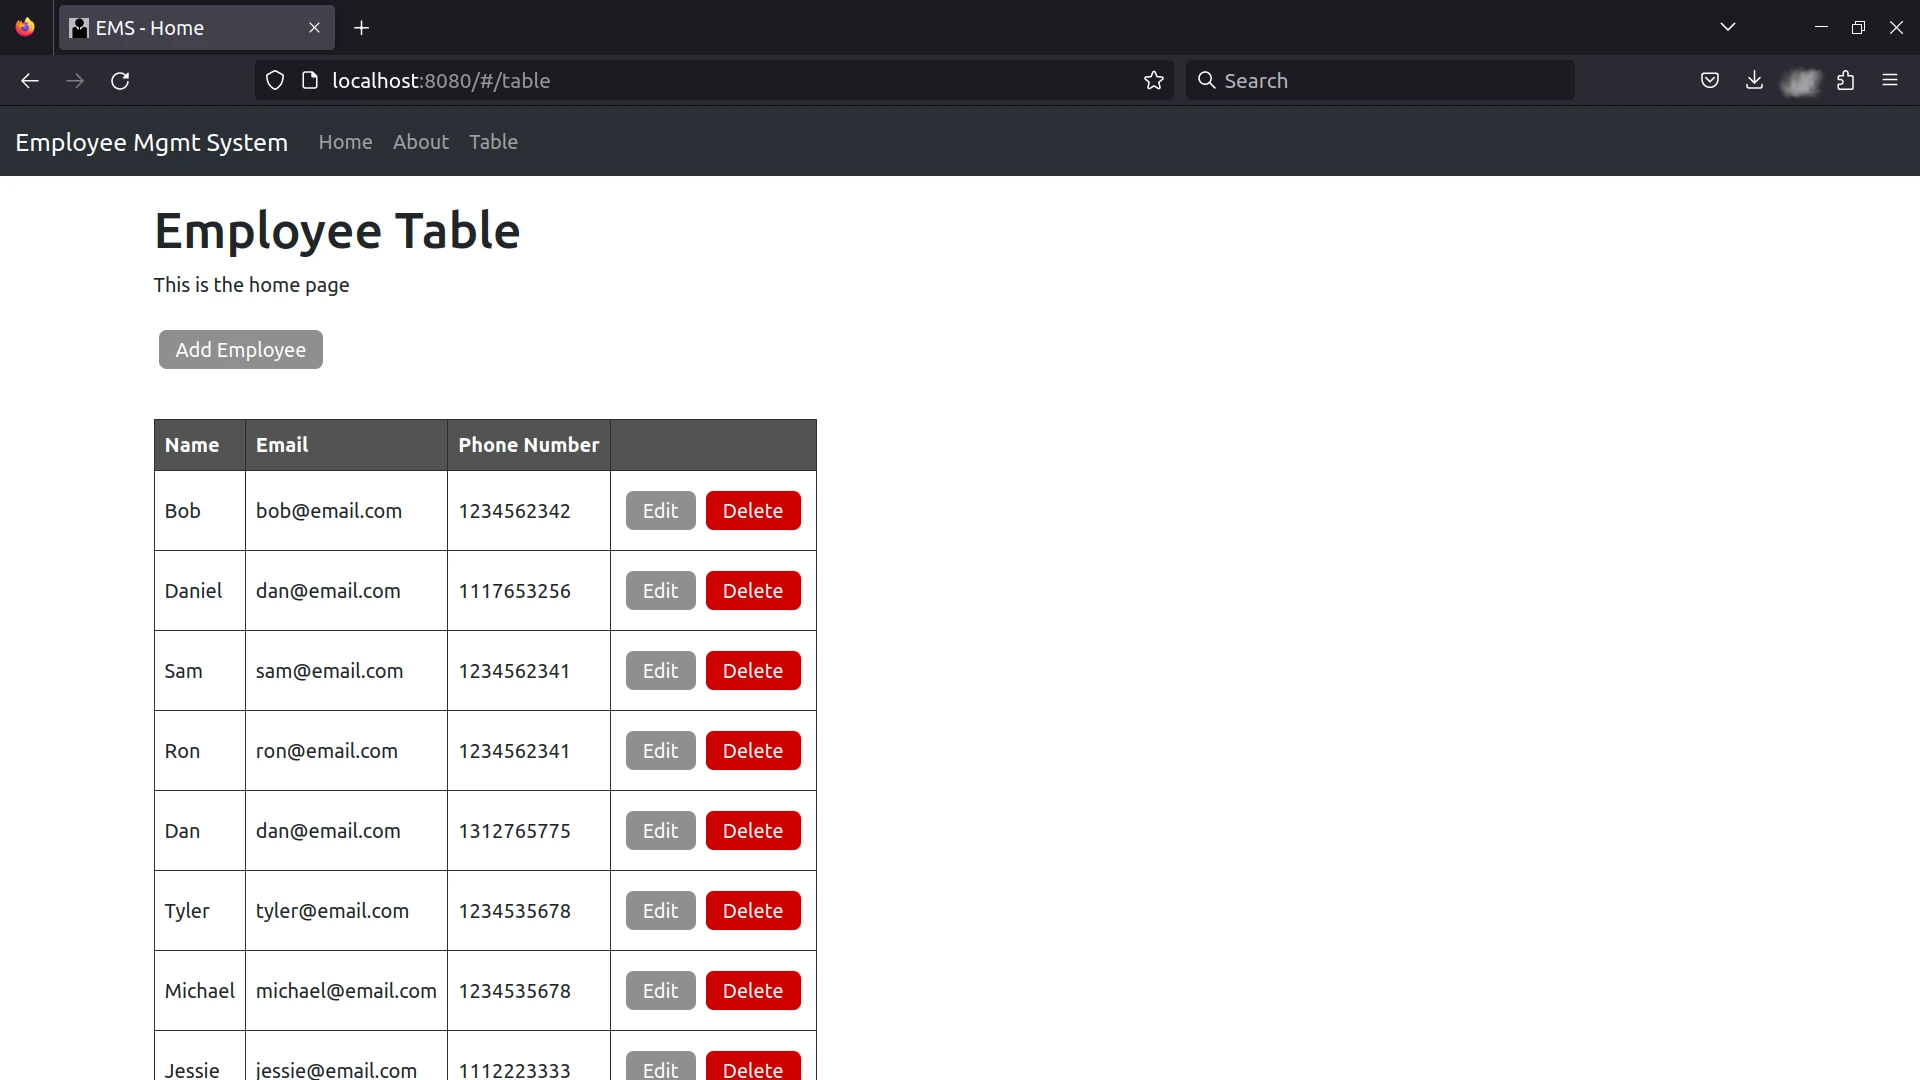 EMS - Home
localhost:8080/#/table
Search
Employee Mgmt System Home About Table
Employee Table
This is the home page
Add Employee
Name Email Phone Number
Bob bob@email.com 1234562342 Edit Delete
Daniel dan@email.com 1117653256 Edit Delete
Sam sam@email.com 1234562341 Edit Delete
Ron ron@email.com 1234562341 Edit Delete
Dan dan@email.com 1312765775 Edit Delete
Tyler tyler@email.com 1234535678 Edit Delete
Michael michael@email.com 1234535678 Edit Delete
Jessie jessie@email.com 1112223333 Edit Delete